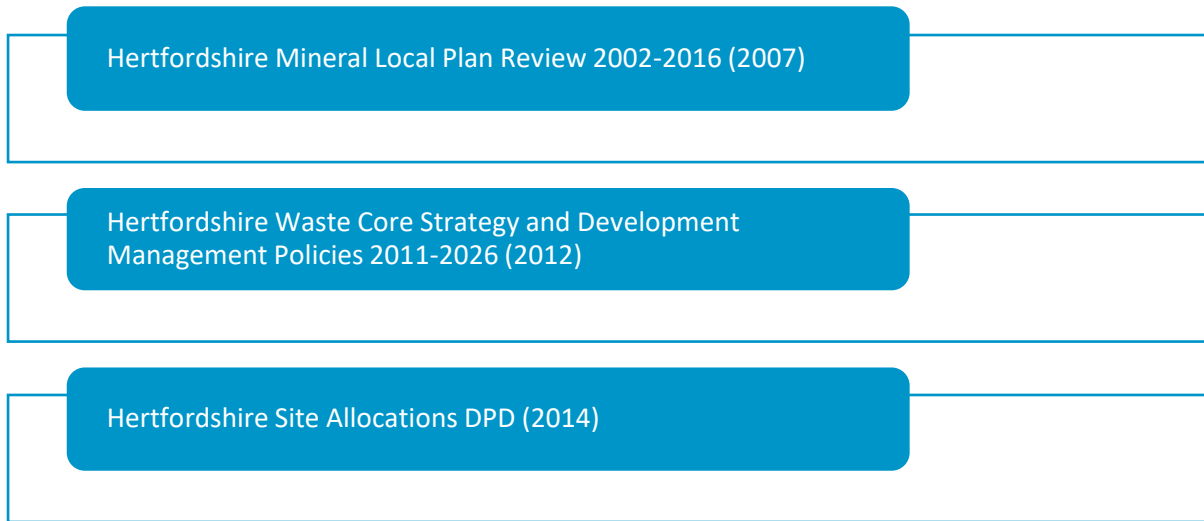 Hertfordshire Mineral Local Plan Review 2002-2016 (2007)
Hertfordshire Waste Core Strategy and Development
Management Policies 2011-2026 (2012)
Hertfordshire Site Allocations DPD (2014)